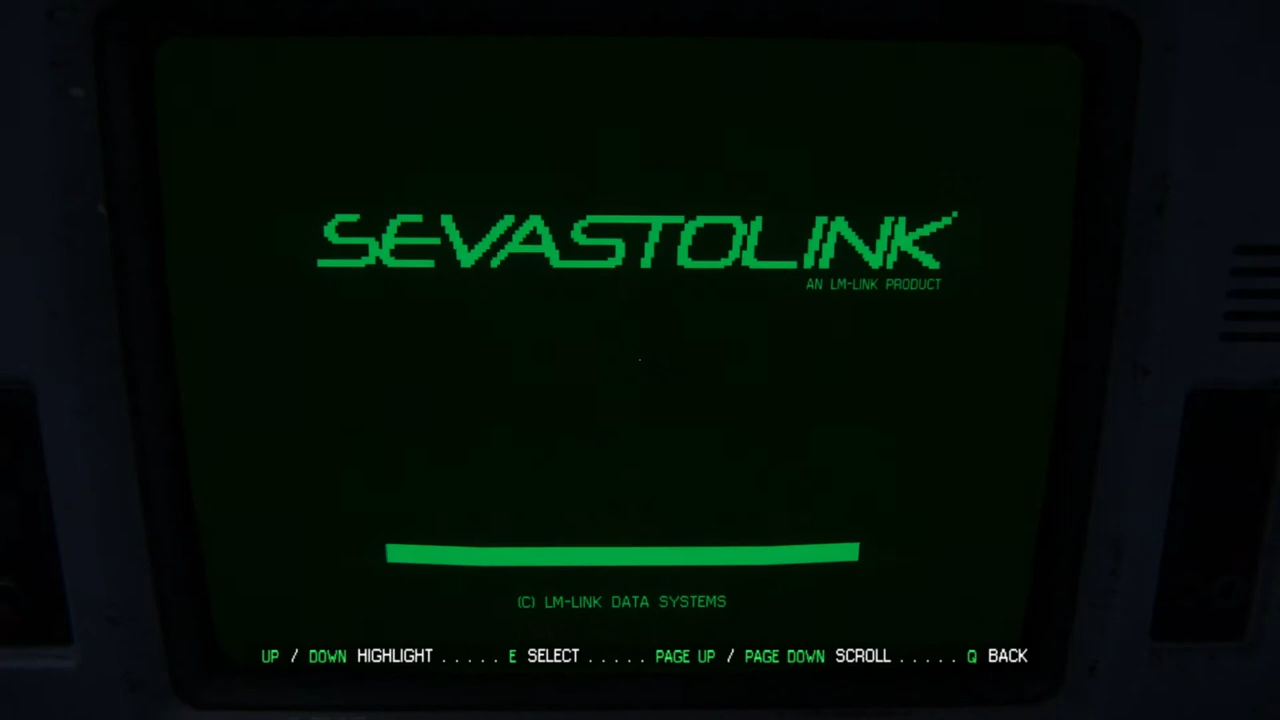 SEVASTOLINK
AN LM-LINK PRODUCT
(C) LM-LINK DATA SYSTEMS
UP / DOWN HIGHLIGHT ..... E SELECT ..... PAGE UP / PAGE DOWN SCROLL ..... Q BACK